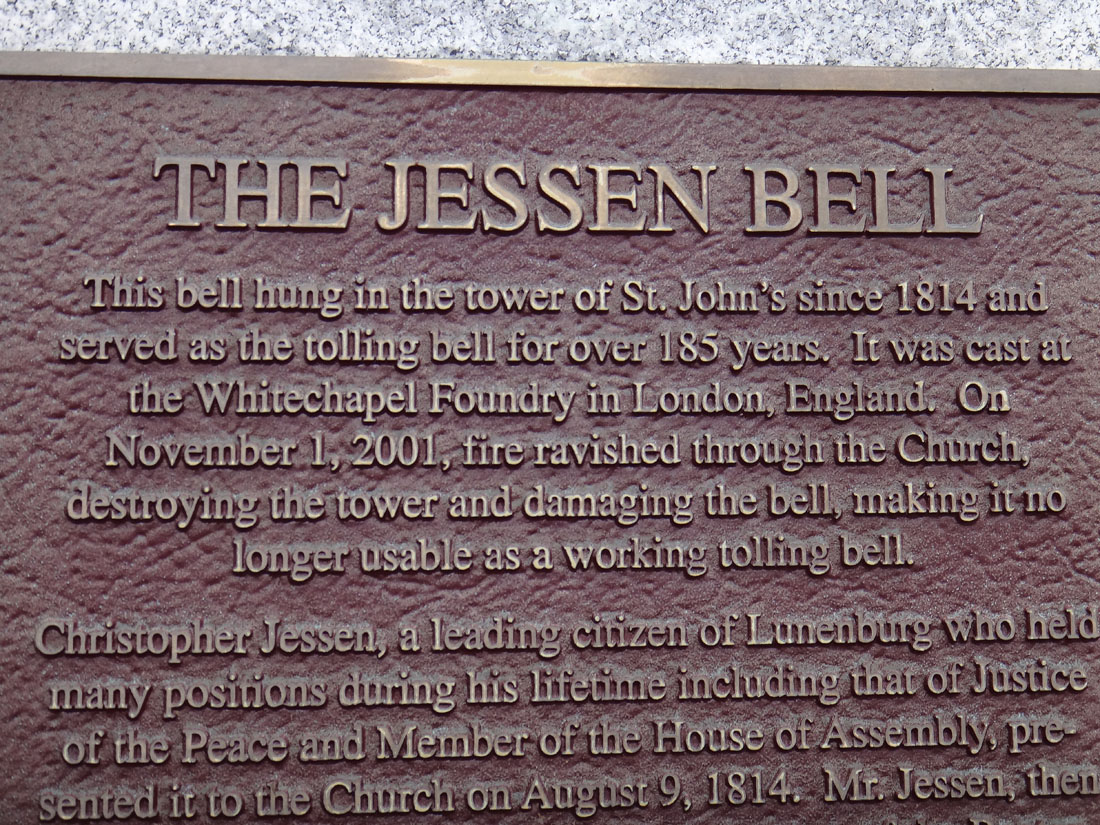 THE JESSEN BELL
This bell hung in the tower of St. John's since 1814 and
served as the tolling bell for over 185 years. It was cast at
the Whitechapel Foundry in London, England. On
November 1, 2001, fire ravished through the Church,
destroying the tower and damaging the bell, making it no
longer usable as a working tolling bell.
Christopher Jessen, a leading citizen of Lunenburg who held
many positions during his lifetime including that of Justice
of the Peace and Member of the House of Assembly, pre-
sented it to the Church on August 9, 1814. Mr. Jessen, then